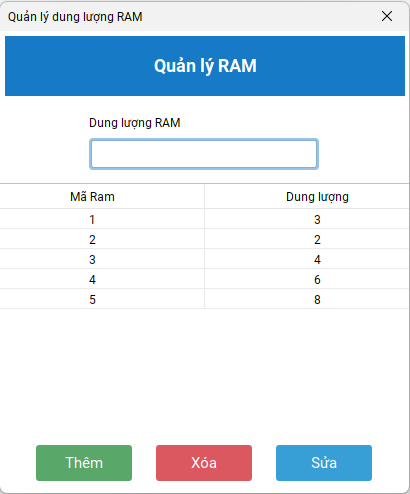 Quản lý dung lượng RAM
Quản lý RAM
Dung lượng RAM
Mã Ram Dung lượng
1 3
2 2
3 4
4 6
5 8
Thêm Xóa Sửa